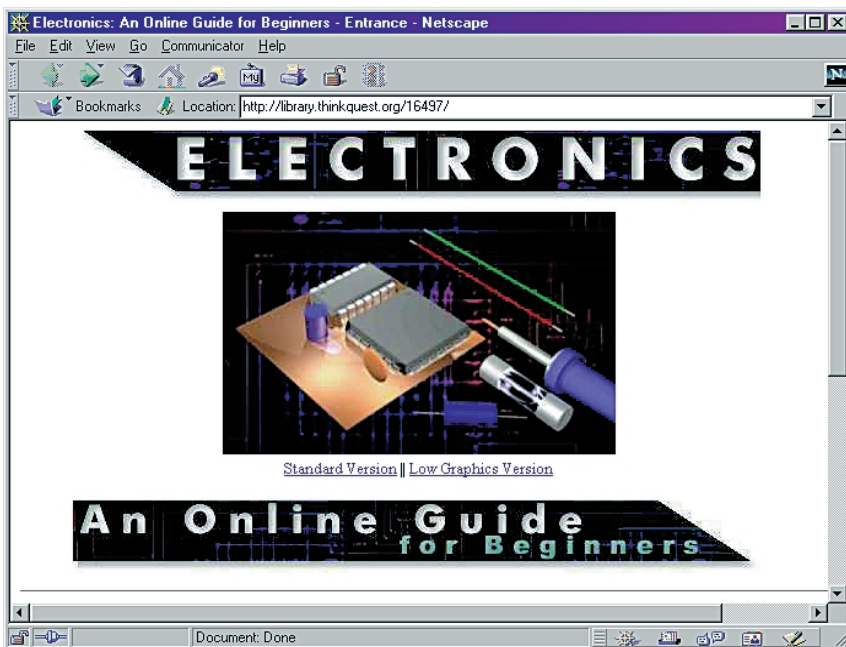 Electronics: An Online Guide for Beginners - Entrance - Netscape
File Edit View Go Communicator Help
My
N
Bookmarks Location: http://library.thinkquest.org/16497/
ELECTRONICS
Standard Version || Low Graphics Version
An Online Guide
for Beginners
Document: Done